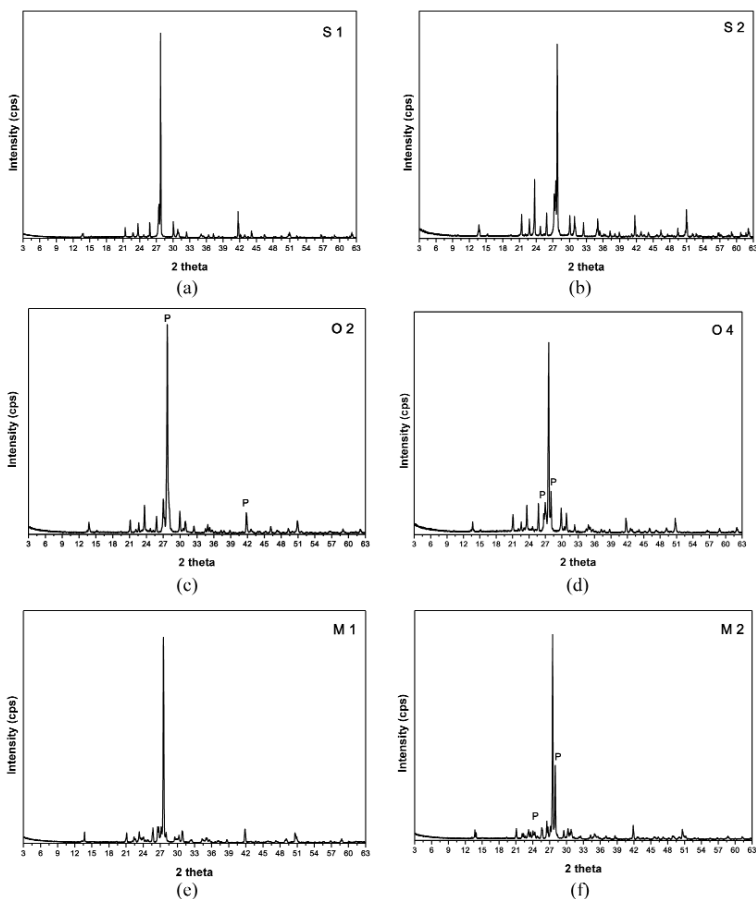 S 1
Intensity (cps)
3 6 9 12 15 18 21 24 27 30 33 36 39 42 45 48 51 54 57 60 63
2 theta
(a)
S 2
Intensity (cps)
3 6 9 12 15 18 21 24 27 30 33 36 39 42 45 48 51 54 57 60 63
2 theta
(b)
P
O 2
P
Intensity (cps)
3 6 9 12 15 18 21 24 27 30 33 36 39 42 45 48 51 54 57 60 63
2 theta
(c)
O 4
P P
Intensity (cps)
3 6 9 12 15 18 21 24 27 30 33 36 39 42 45 48 51 54 57 60 63
2 theta
(d)
M 1
Intensity (cps)
3 6 9 12 15 18 21 24 27 30 33 36 39 42 45 48 51 54 57 60 63
2 theta
(e)
M 2
P
P
Intensity (cps)
3 6 9 12 15 18 21 24 27 30 33 36 39 42 45 48 51 54 57 60 63
2 theta
(f)